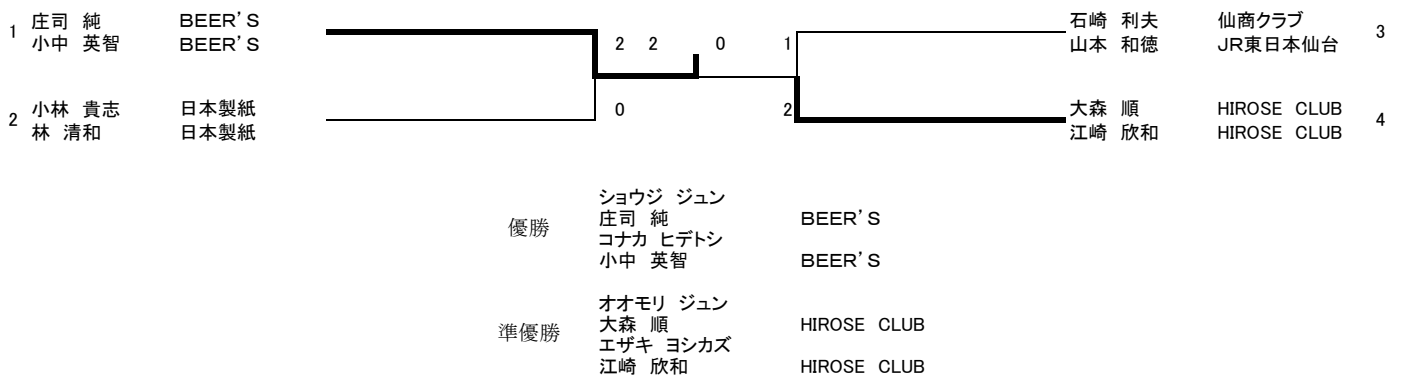 1 庄司 純 BEER'S
小中 英智 BEER'S
2 小林 貴志 日本製紙
林 清和 日本製紙
2 2 0 1
0 2
石崎 利夫 仙商クラブ 3
山本 和徳 JR東日本仙台
大森 順 HIROSE CLUB 4
江崎 欣和 HIROSE CLUB
優勝
ショウジ ジュン
庄司 純 BEER'S
コナカ ヒデトシ
小中 英智 BEER'S
準優勝
オオモリ ジュン
大森 順 HIROSE CLUB
エザキ ヨシカズ
江崎 欣和 HIROSE CLUB